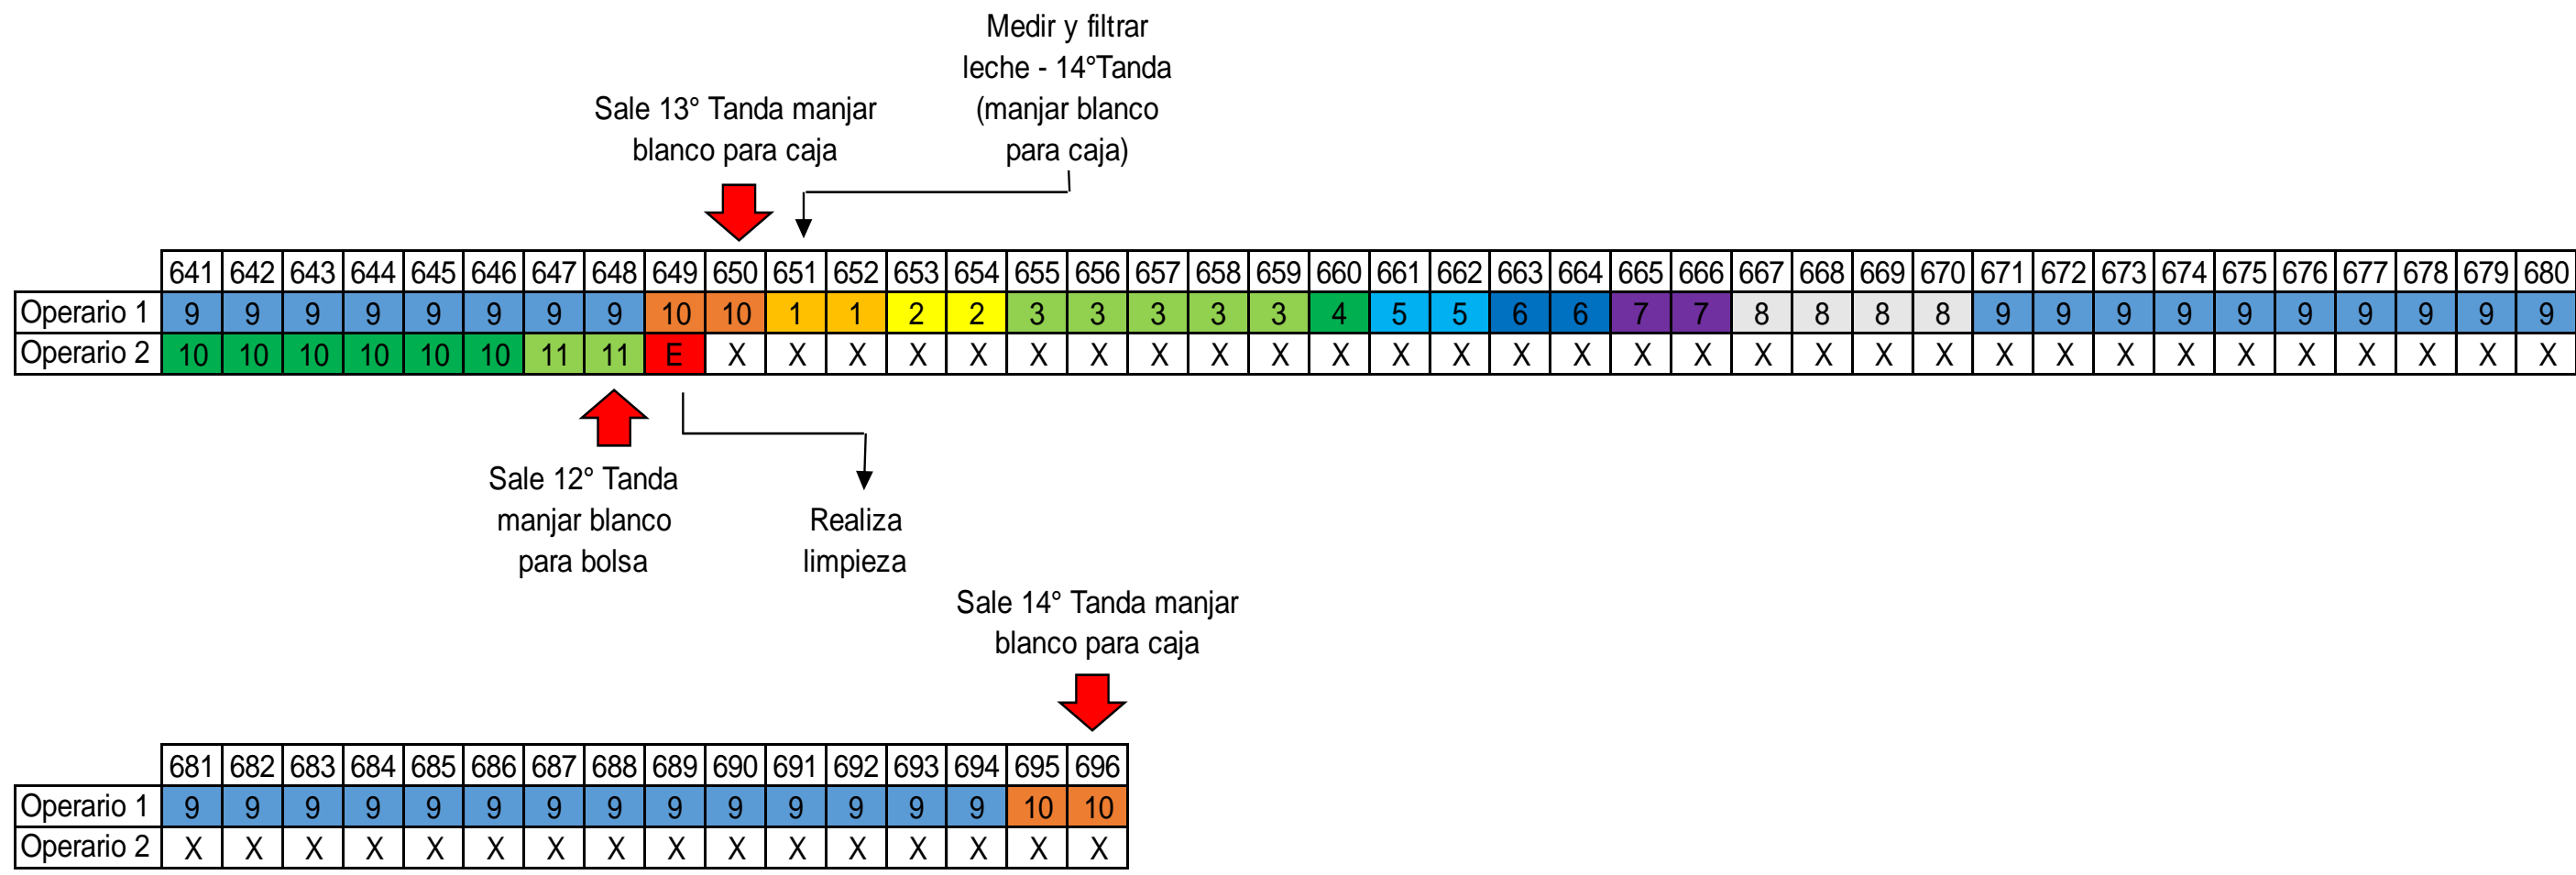 Medir y filtrar
leche - 14°Tanda
(manjar blanco
para caja)
Sale 13° Tanda manjar
blanco para caja
641 642 643 644 645 646 647 648 649 650 651 652 653 654 655 656 657 658 659 660 661 662 663 664 665 666 667 668 669 670 671 672 673 674 675 676 677 678 679 680
Operario 1 9 9 9 9 9 9 9 9 10 10 1 1 2 2 3 3 3 3 3 4 5 5 6 6 7 7 8 8 8 8 9 9 9 9 9 9 9 9 9 9
Operario 2 10 10 10 10 10 10 11 11 E X X X X X X X X X X X X X X X X X X X X X X X X X X X X X X X
Sale 12° Tanda
manjar blanco
para bolsa
Realiza
limpieza
Sale 14° Tanda manjar
blanco para caja
681 682 683 684 685 686 687 688 689 690 691 692 693 694 695 696
Operario 1 9 9 9 9 9 9 9 9 9 9 9 9 9 9 10 10
Operario 2 X X X X X X X X X X X X X X X X